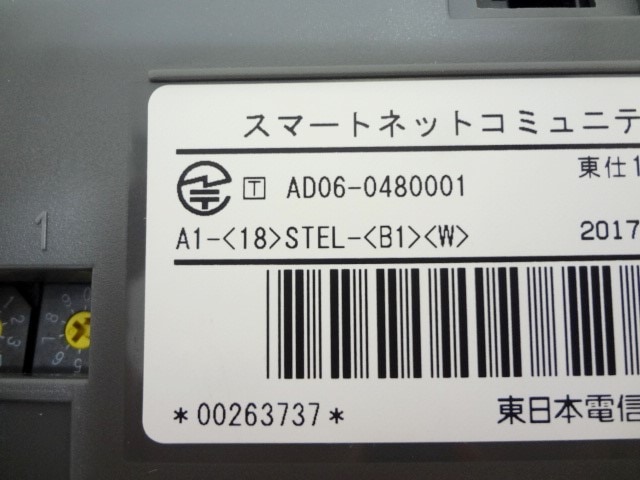 スマートネットコミュニテ
T AD06-0480001
東仕1
A1-<18>STEL-<B1><W>
2017
*00263737*
東日本電信
1